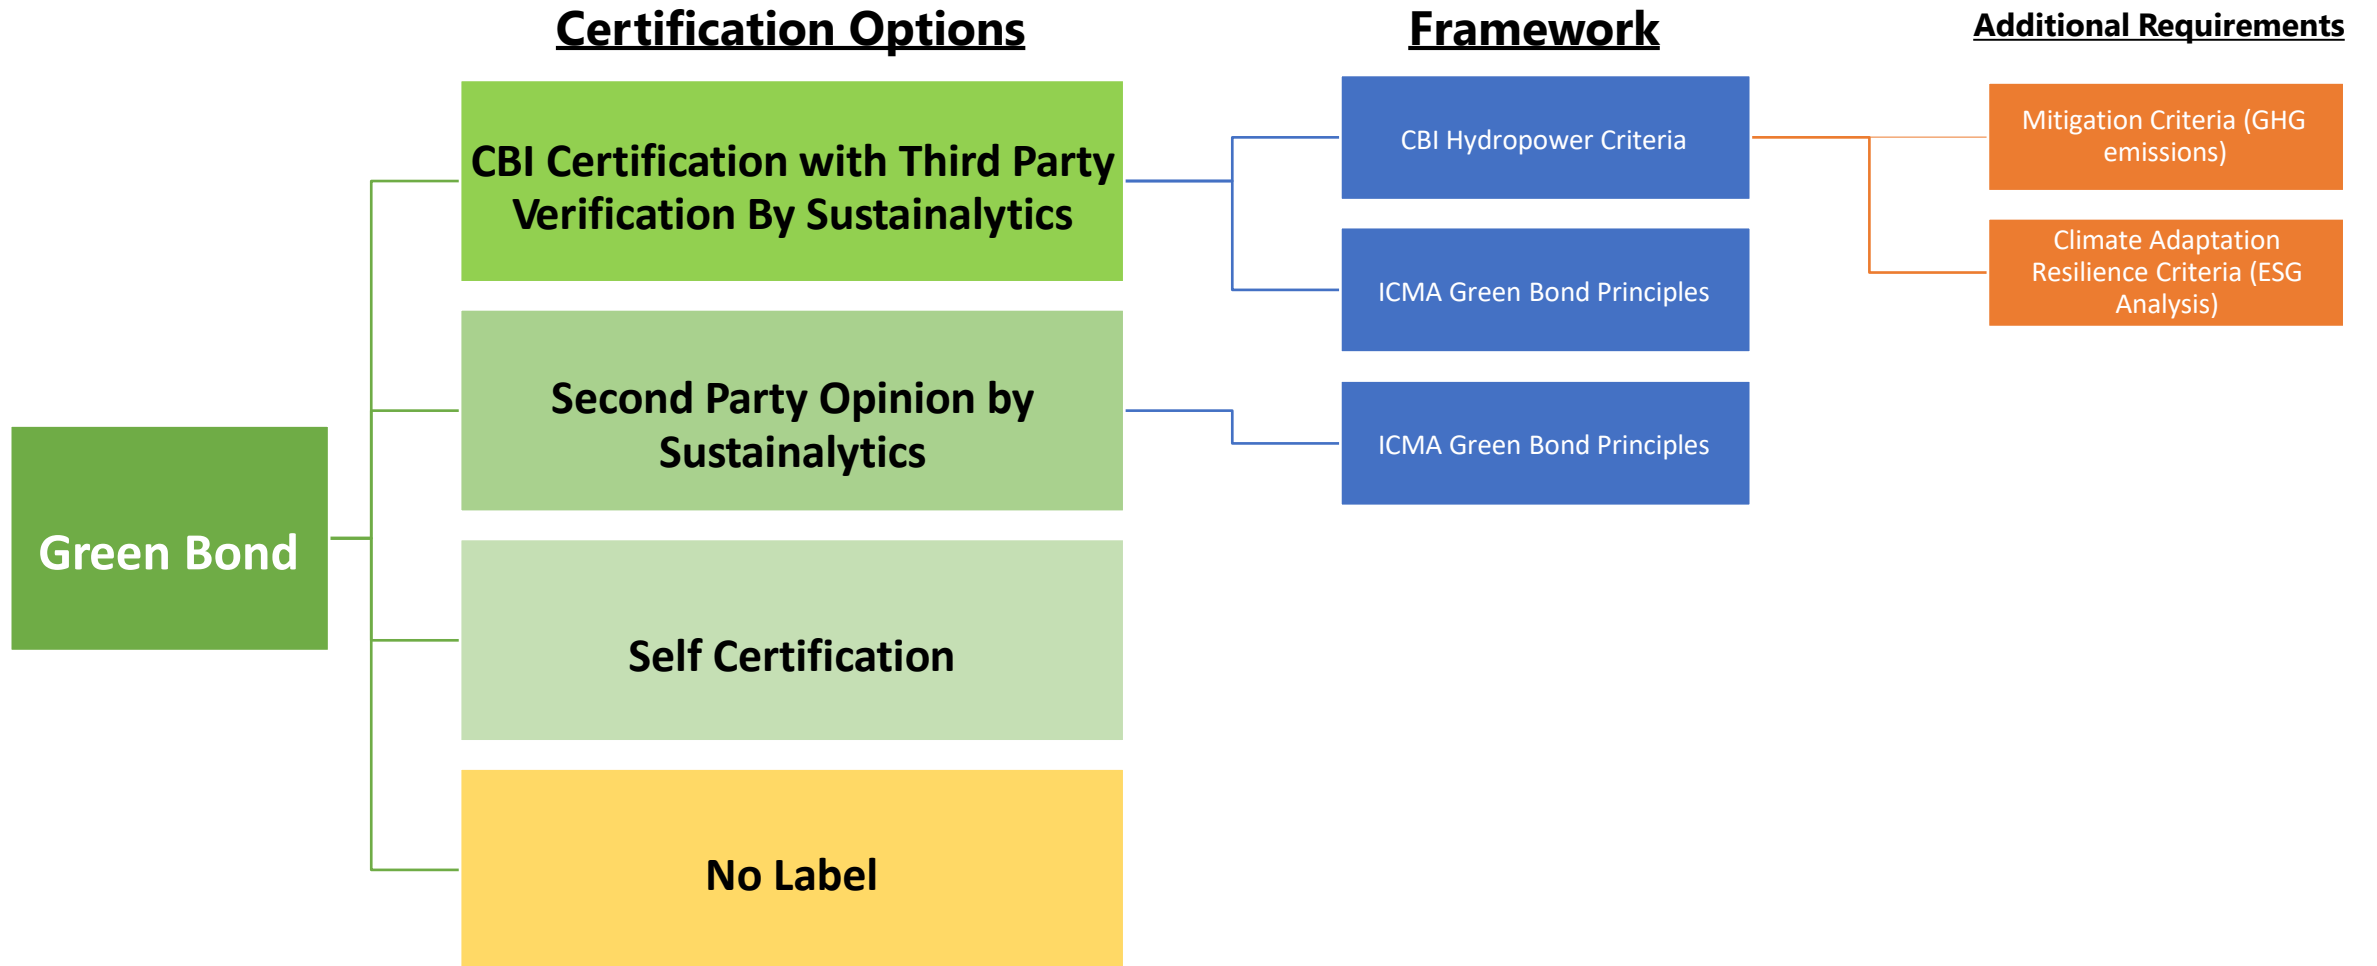 Certification Options
Framework
Additional Requirements
CBI Certification with Third Party
Verification By Sustainalytics
CBI Hydropower Criteria
Mitigation Criteria (GHG
emissions)
Climate Adaptation
Resilience Criteria (ESG
Analysis)
ICMA Green Bond Principles
Second Party Opinion by
Sustainalytics
ICMA Green Bond Principles
Green Bond
Self Certification
No Label